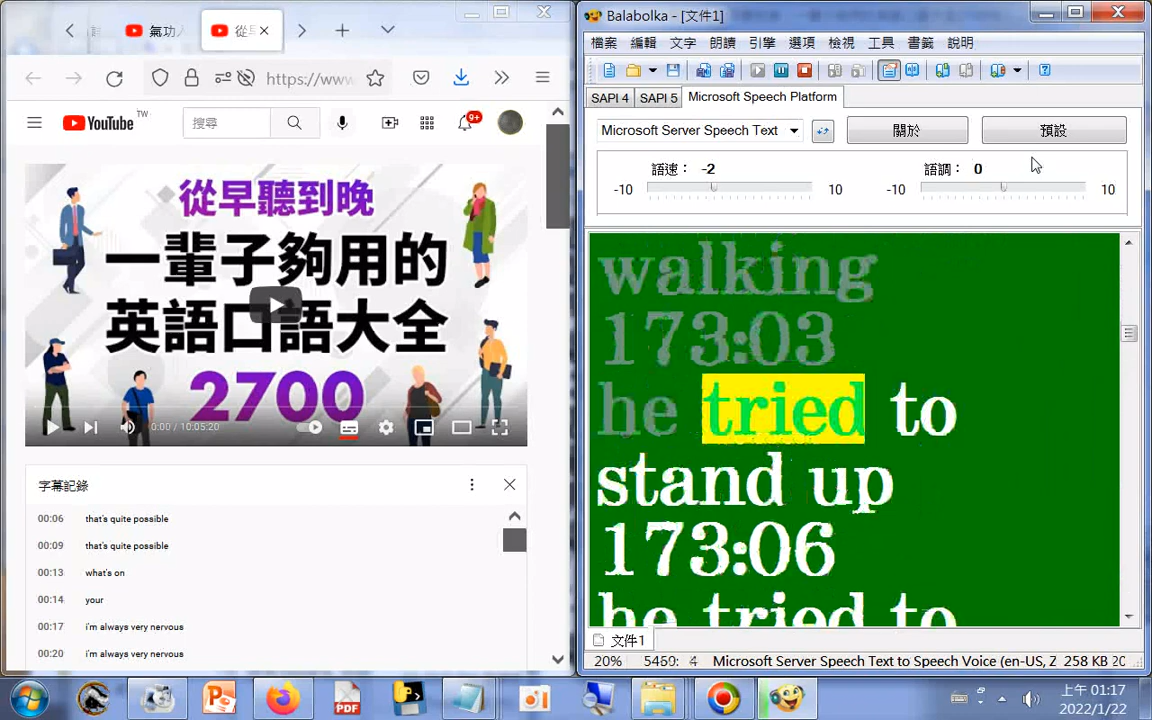 氣功
從
https://www
YouTube TW
搜尋
9+
從早聽到晚
一輩子夠用的
英語口語大全
2700
0:00 / 10:05:20
字幕記錄
00:06 that's quite possible
00:09 that's quite possible
00:13 what's on
00:14 your
00:17 i'm always very nervous
00:20 i'm always very nervous
Balabolka - [文件1]
檔案 編輯 文字 朗讀 引擎 選項 檢視 工具 書籤 說明
SAPI 4 SAPI 5 Microsoft Speech Platform
Microsoft Server Speech Text 關於 預設
語速： -2 語調： 0
-10 10 -10 10
walking
173:03
he tried to
stand up
173:06
he tried to
文件1
20% 5459: 4 Microsoft Server Speech Text to Speech Voice (en-US, Z 258 KB
PDF
上午 01:17
2022/1/22